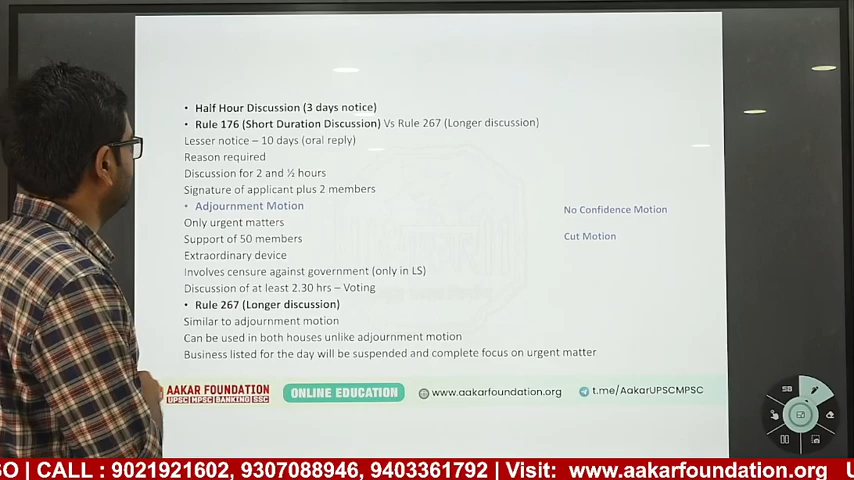 • Half Hour Discussion (3 days notice)
• Rule 176 (Short Duration Discussion) Vs Rule 267 (Longer discussion)
Lesser notice – 10 days (oral reply)
Reason required
Discussion for 2 and ½ hours
Signature of applicant plus 2 members
• Adjournment Motion
Only urgent matters
Support of 50 members
Extraordinary device
Involves censure against government (only in LS)
Discussion of at least 2.30 hrs – Voting
• Rule 267 (Longer discussion)
Similar to adjournment motion
Can be used in both houses unlike adjournment motion
Business listed for the day will be suspended and complete focus on urgent matter
No Confidence Motion
Cut Motion
AAKAR FOUNDATION
UPSC | MPSC | BANKING | SSC
ONLINE EDUCATION
www.aakarfoundation.org
t.me/AakarUPSCMPSC
SO | CALL : 9021921602, 9307088946, 9403361792 | Visit: www.aakarfoundation.org U